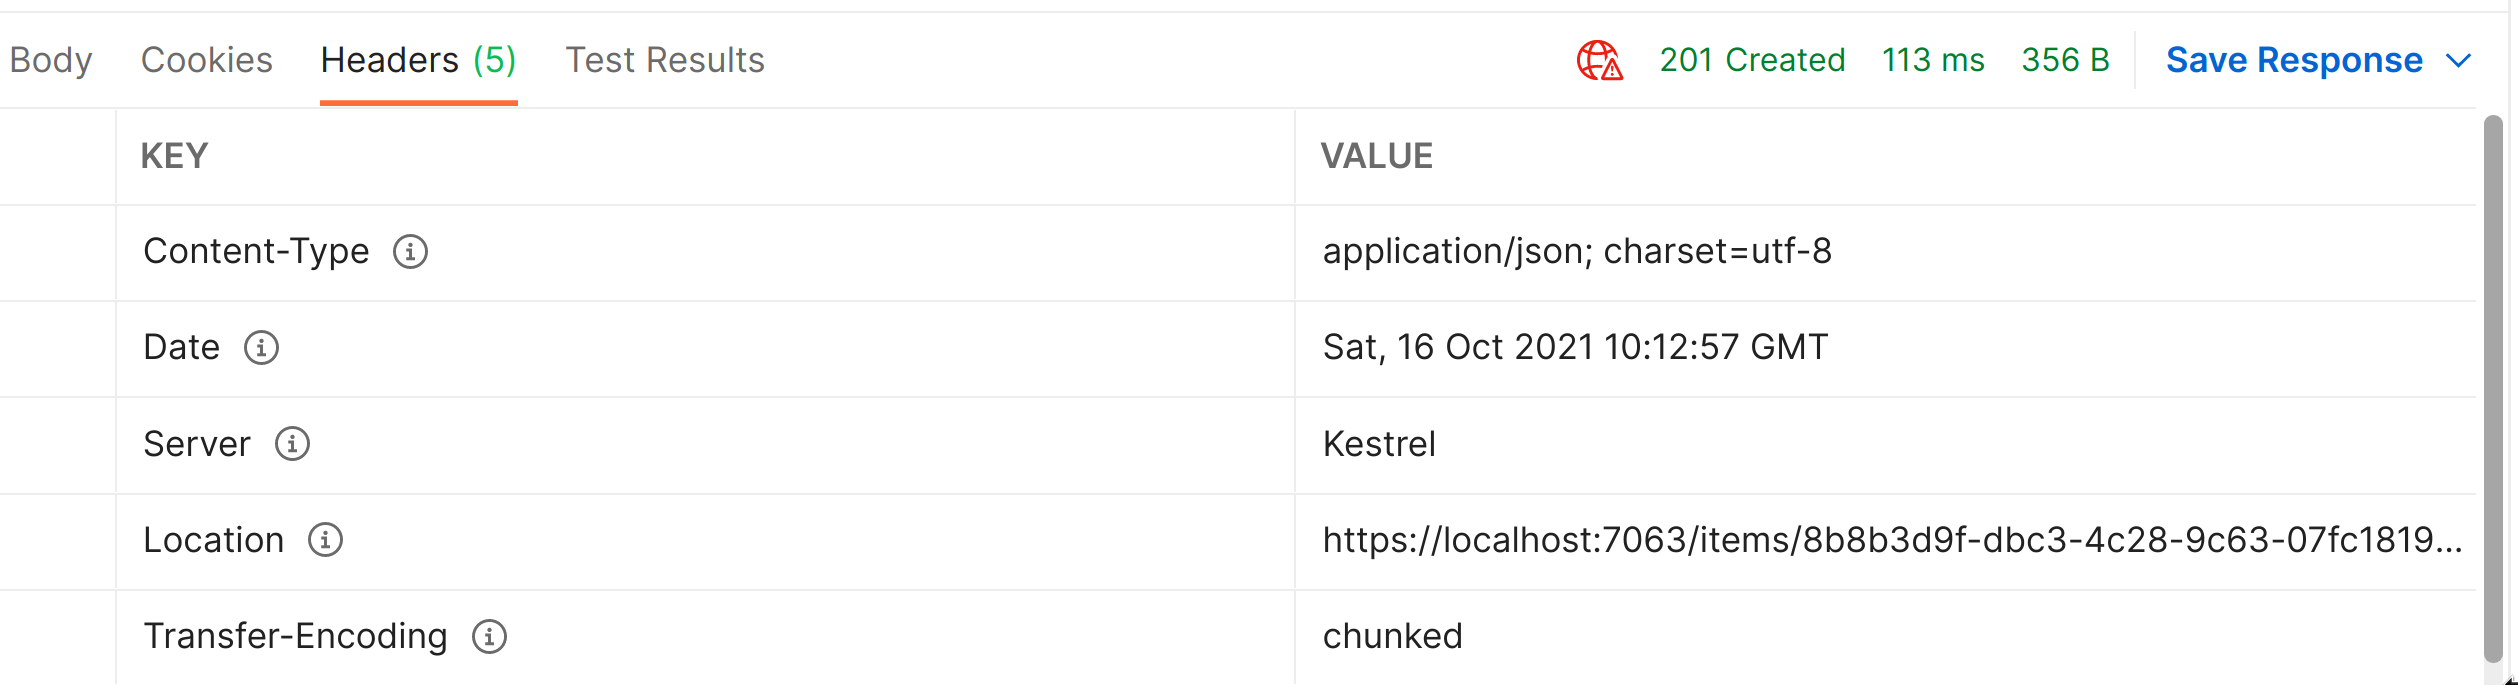 Body Cookies Headers (5) Test Results 201 Created 113 ms 356 B Save Response
KEY VALUE
Content-Type application/json; charset=utf-8
Date Sat, 16 Oct 2021 10:12:57 GMT
Server Kestrel
Location https://localhost:7063/items/8b8b3d9f-dbc3-4c28-9c63-07fc1819...
Transfer-Encoding chunked